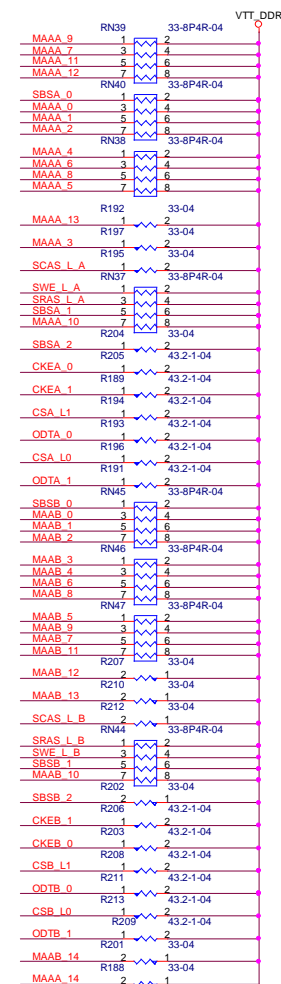 VTT_DDR
RN39 33-8P4R-04
MAAA_9 1 2
MAAA_7 3 4
MAAA_11 5 6
MAAA_12 7 8
RN40 33-8P4R-04
SBSA_0 1 2
MAAA_0 3 4
MAAA_1 5 6
MAAA_2 7 8
RN38 33-8P4R-04
MAAA_4 1 2
MAAA_6 3 4
MAAA_8 5 6
MAAA_5 7 8
R192 33-04
MAAA_13 1 2
R197 33-04
MAAA_3 1 2
R195 33-04
SCAS_L_A 1 2
RN37 33-8P4R-04
SWE_L_A 1 2
SRAS_L_A 3 4
SBSA_1 5 6
MAAA_10 7 8
R204 33-04
SBSA_2 1 2
R205 43.2-1-04
CKEA_0 1 2
R189 43.2-1-04
CKEA_1 1 2
R194 43.2-1-04
CSA_L1 1 2
R193 43.2-1-04
ODTA_0 1 2
R196 43.2-1-04
CSA_L0 1 2
R191 43.2-1-04
ODTA_1 1 2
RN45 33-8P4R-04
SBSB_0 1 2
MAAB_0 3 4
MAAB_1 5 6
MAAB_2 7 8
RN46 33-8P4R-04
MAAB_3 1 2
MAAB_4 3 4
MAAB_6 5 6
MAAB_8 7 8
RN47 33-8P4R-04
MAAB_5 1 2
MAAB_9 3 4
MAAB_7 5 6
MAAB_11 7 8
R207 33-04
MAAB_12 2 1
R210 33-04
MAAB_13 2 1
R212 33-04
SCAS_L_B 2 1
RN44 33-8P4R-04
SRAS_L_B 1 2
SWE_L_B 3 4
SBSB_1 5 6
MAAB_10 7 8
R202 33-04
SBSB_2 2 1
R206 43.2-1-04
CKEB_1 1 2
R203 43.2-1-04
CKEB_0 1 2
R208 43.2-1-04
CSB_L1 1 2
R211 43.2-1-04
ODTB_0 1 2
R213 43.2-1-04
CSB_L0 1 2
R209 43.2-1-04
ODTB_1 1 2
R201 33-04
MAAB_14 2 1
R188 33-04
MAAA_14 2 1